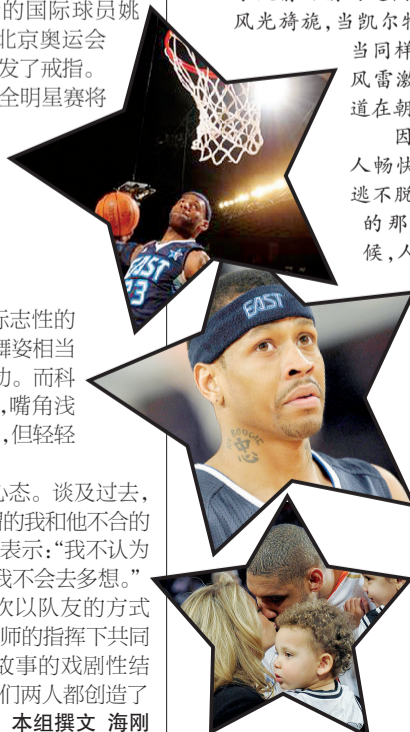 的国际球员姚
北京奥运会
发了戒指。
全明星赛将
标志性的
舞姿相当
功。而科
,嘴角浅
,但轻轻
心态。谈及过去,
谓的我和他不合的
表示:“我不认为
我不会去多想。”
次以队友的方式
师的指挥下共同
故事的戏剧性结
们两人都创造了
本组撰文 海刚
风光旖旎,当凯尔特
当同样
风雷激
道在朝
因
人畅快
逃不脱
的那
候,人
EAST
23
EAST
忠